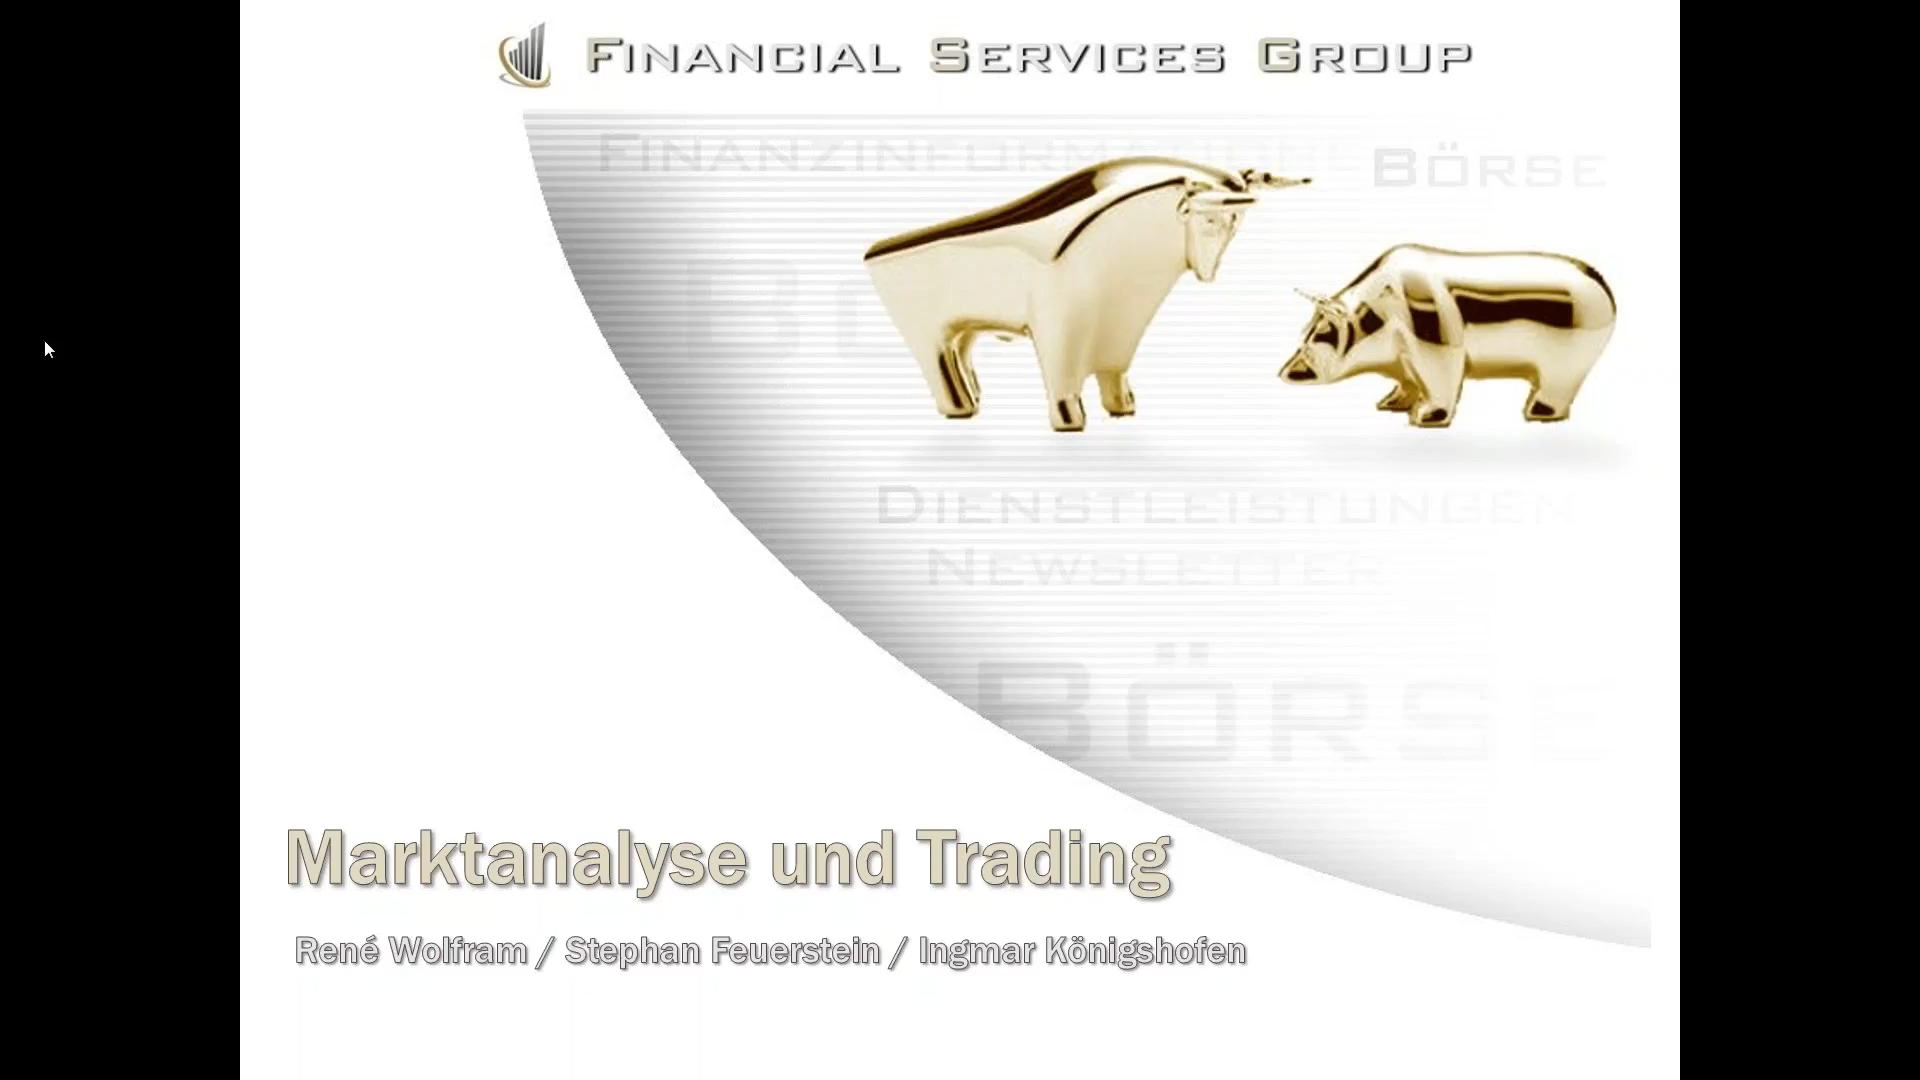 FINANCIAL SERVICES GROUP
BÖRSE
DIENSTLEISTUNGEN
NEWSLETTER
BÖRSE
Marktanalyse und Trading
René Wolfram / Stephan Feuerstein / Ingmar Königshofen